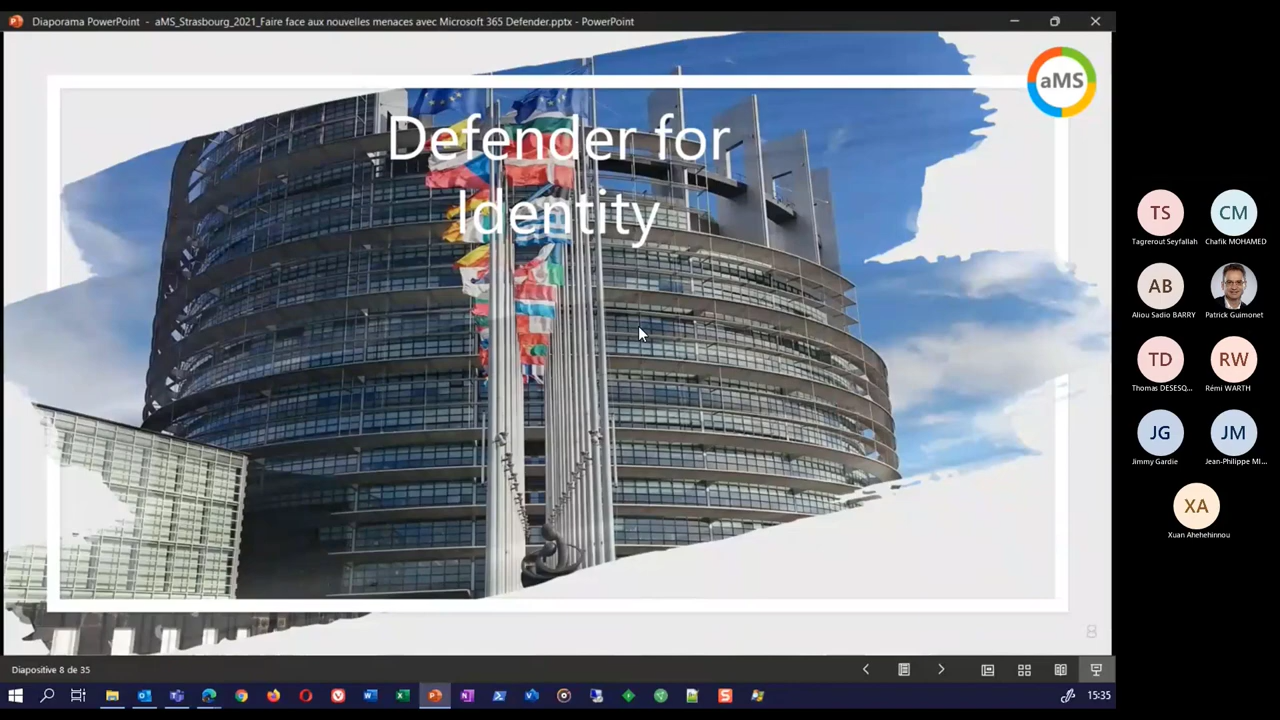 Diaporama PowerPoint - aMS_Strasbourg_2021_Faire face aux nouvelles menaces avec Microsoft 365 Defender.pptx - PowerPoint
aMS
Defender for
Identity
TS
CM
Tagrerout Seyfallah
Chafik MOHAMED
AB
Aliou Sadio BARRY
Patrick Guimonet
TD
RW
Thomas DESESQ...
Rémi WARTH
JG
JM
Jimmy Gardie
Jean-Philippe MI...
XA
Xuan Ahehehinnou
8
Diapositive 8 de 35
15:35